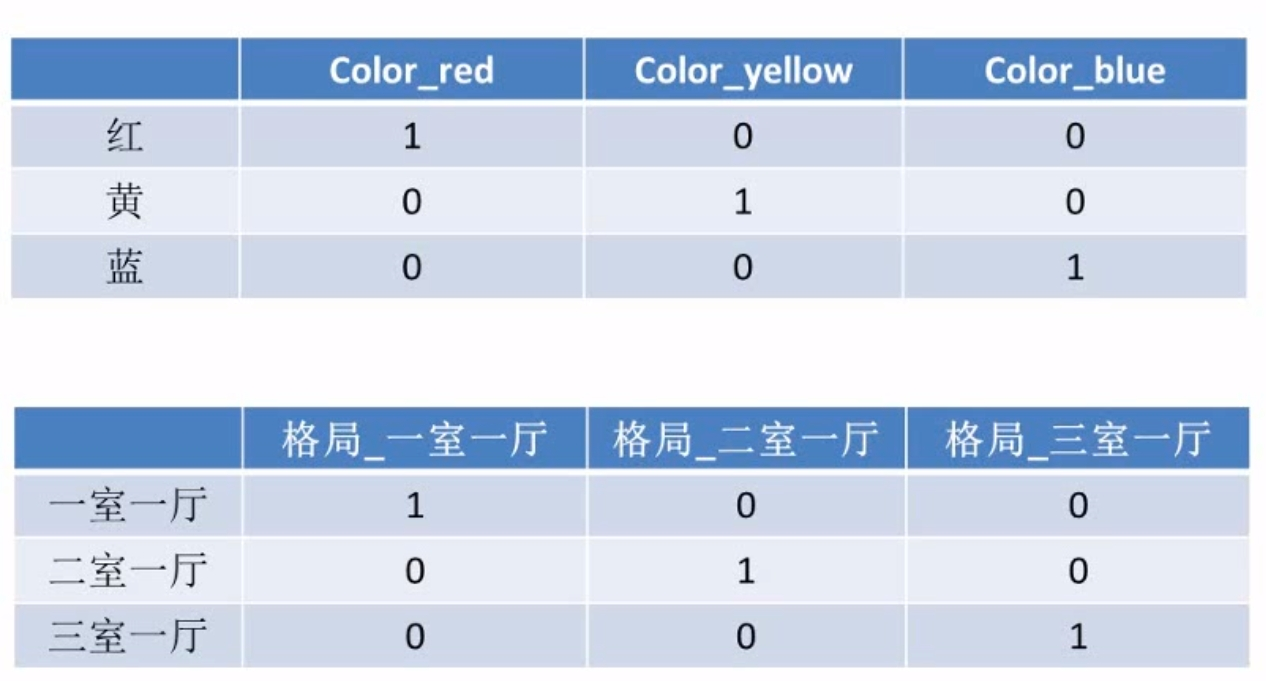 Color_red Color_yellow Color_blue
红 1 0 0
黄 0 1 0
蓝 0 0 1
格局_一室一厅 格局_二室一厅 格局_三室一厅
一室一厅 1 0 0
二室一厅 0 1 0
三室一厅 0 0 1